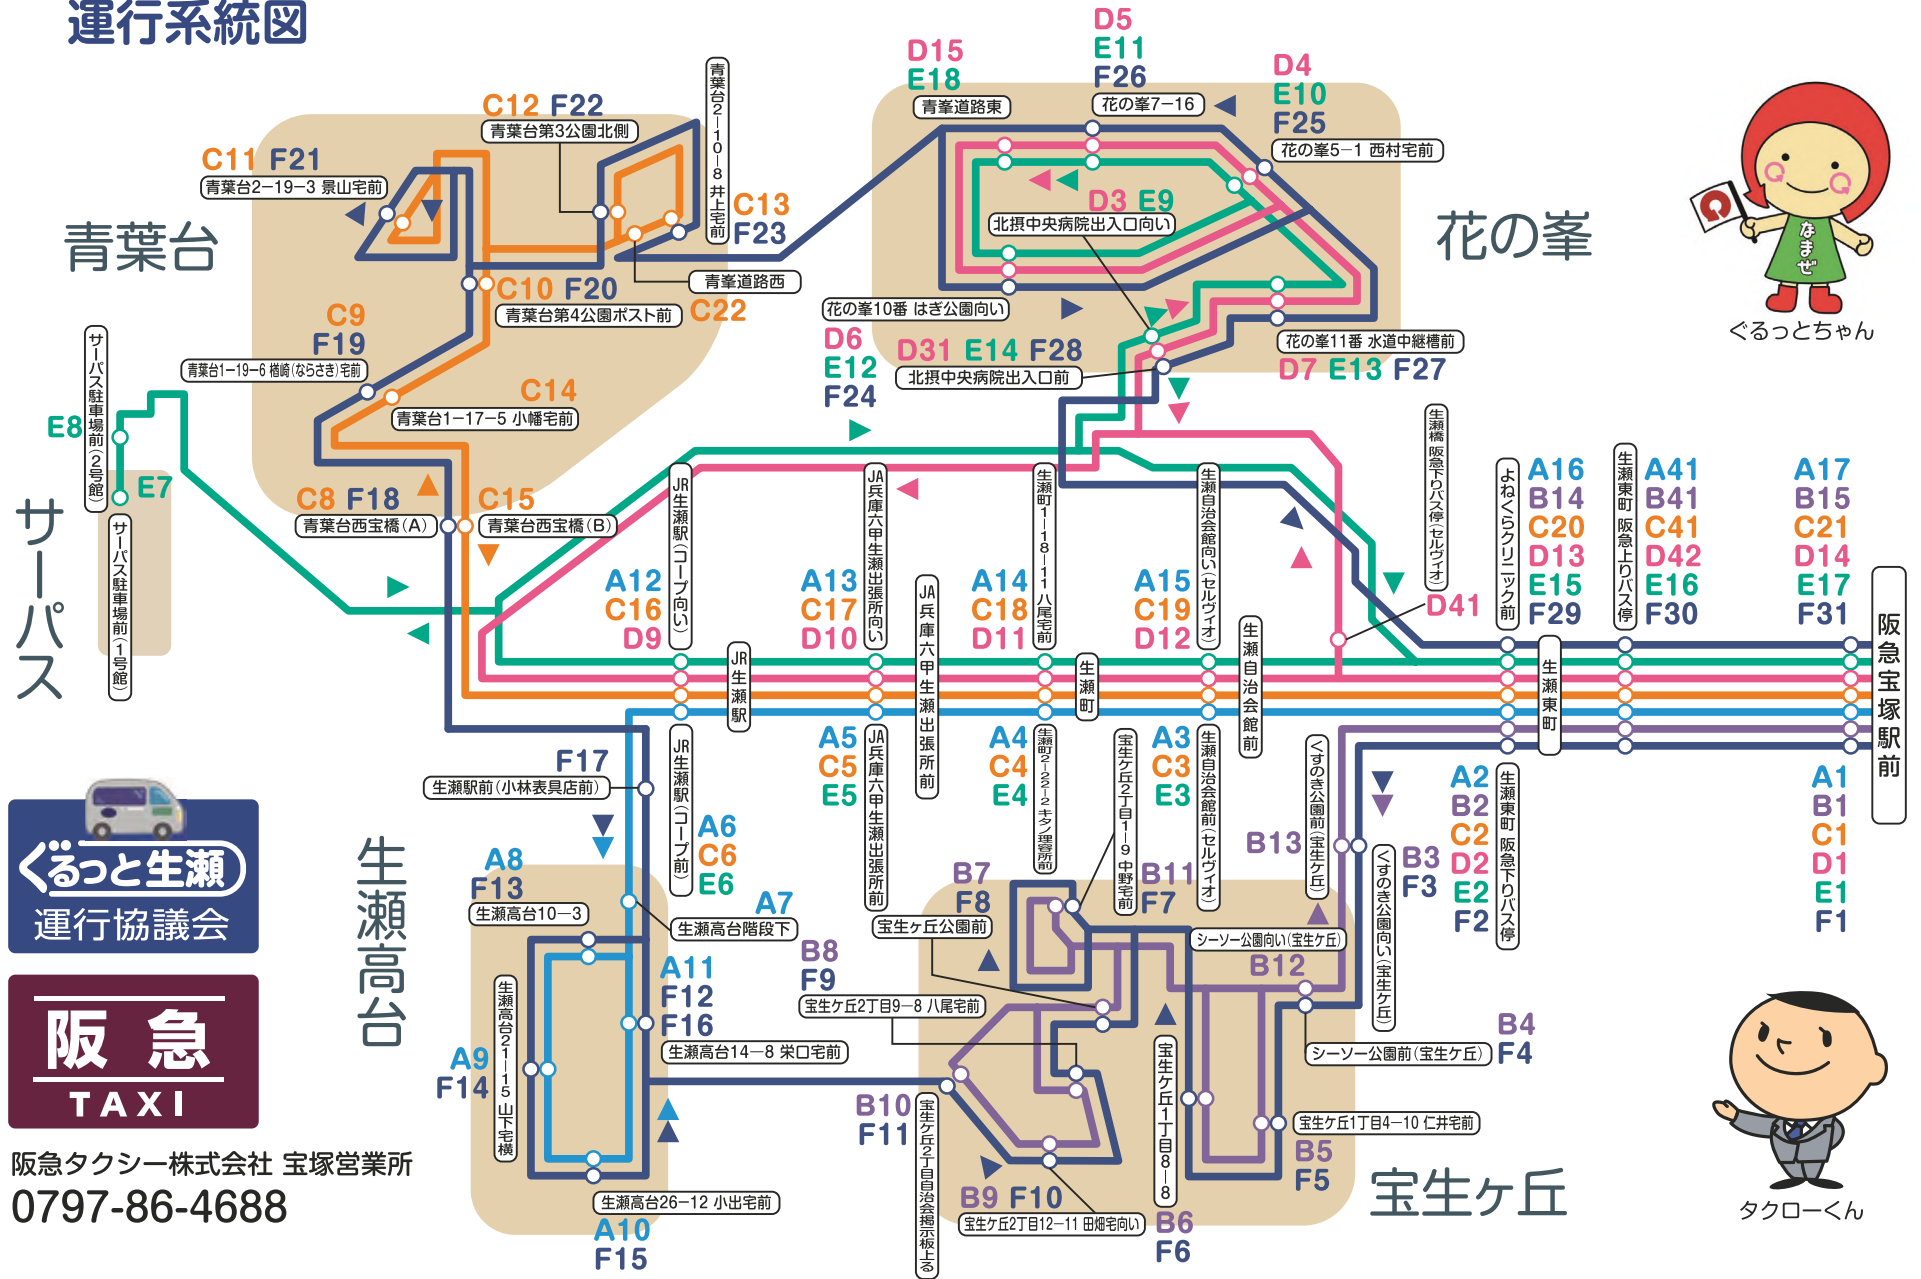 運行系統図
D5
E11
F26
D15
E18
青峯道路東
花の峯7−16
D4
E10
F25
花の峯5−1 西村宅前
C12 F22
青葉台第3公園北側
青葉台2−10−8 井上宅前
C11 F21
青葉台2−19−3 景山宅前
C13
F23
青葉台
花の峯
D3 E9
北摂中央病院出入口向い
なまぜ
ぐるっとちゃん
青峯道路西
C22
C10 F20
青葉台第4公園ポスト前
花の峯10番 はぎ公園向い
D6
E12
F24
C9
F19
青葉台1−19−6 楢崎(ならさき)宅前
D31 E14 F28
北摂中央病院出入口前
花の峯11番 水道中継槽前
D7 E13 F27
C14
青葉台1−17−5 小幡宅前
サーパス駐車場前(2号館)
E8
E7
サーパス駐車場前(1号館)
サーパス
C8 F18
青葉台西宝橋(A)
C15
青葉台西宝橋(B)
JR生瀬駅(コープ向い)
A12
C16
D9
JA兵庫六甲生瀬出張所向い
A13
C17
D10
生瀬町1−18−11 八尾宅前
A14
C18
D11
生瀬自治会館向い(セルヴィオ)
A15
C19
D12
生瀬橋 阪急下りバス停(セルヴィオ)
D41
よねくらクリニック前
A16
B14
C20
D13
E15
F29
生瀬東町 阪急上りバス停
A41
B41
C41
D42
E16
F30
A17
B15
C21
D14
E17
F31
JR生瀬駅
JA兵庫六甲生瀬出張所前
生瀬町
生瀬自治会館前
生瀬東町
阪急宝塚駅前
F17
生瀬駅前(小林表具店前)
JR生瀬駅(コープ前)
A6
C6
E6
A5
C5
E5
JA兵庫六甲生瀬出張所前
A4
C4
E4
生瀬町2−22−2 キタノ理容所前
宝生ケ丘2丁目1−9 中野宅前
A3
C3
E3
生瀬自治会館前(セルヴィオ)
くすのき公園前(宝生ケ丘)
B13
くすのき公園向い(宝生ケ丘)
B3
F3
A2
B2
C2
D2
E2
F2
生瀬東町 阪急下りバス停
A1
B1
C1
D1
E1
F1
ぐるっと生瀬
運行協議会
生瀬高台
A8
F13
生瀬高台10−3
A7
生瀬高台階段下
B7
F8
宝生ヶ丘公園前
B11
F7
シーソー公園向い(宝生ケ丘)
B12
A11
F12
F16
生瀬高台14−8 栄口宅前
B8
F9
宝生ケ丘2丁目9−8 八尾宅前
B4
F4
シーソー公園前(宝生ケ丘)
阪急
TAXI
A9
F14
生瀬高台21−15 山下宅横
B10
F11
宝生ケ丘2丁目自治会掲示板上る
宝生ケ丘1丁目8−8
宝生ケ丘1丁目4−10 仁井宅前
B5
F5
宝生ヶ丘
阪急タクシー株式会社 宝塚営業所
0797-86-4688
生瀬高台26−12 小出宅前
A10
F15
B9 F10
宝生ケ丘2丁目12−11 田畑宅向い
B6
F6
タクローくん